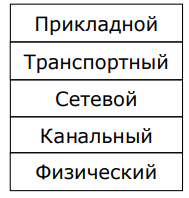 Прикладной
Транспортный
Сетевой
Канальный
Физический